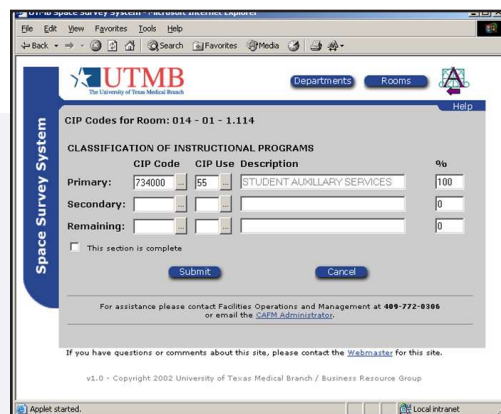 UTMB Space Survey System - Microsoft Internet Explorer
File Edit View Favorites Tools Help
Back Search Favorites Media
UTMB
The University of Texas Medical Branch
Departments Rooms
Help
Space Survey System
CIP Codes for Room: 014 - 01 - 1.114
CLASSIFICATION OF INSTRUCTIONAL PROGRAMS
CIP Code CIP Use Description %
Primary: 734000 ... 55 ... STUDENT AUXILLARY SERVICES 100
Secondary: ... ... 0
Remaining: ... ... 0
This section is complete
Submit Cancel
For assistance please contact Facilities Operations and Management at 409-772-0306
or email the CAFM Administrator.
If you have questions or comments about this site, please contact the Webmaster for this site.
v1.0 - Copyright 2002 University of Texas Medical Branch / Business Resource Group
Applet started. Local intranet